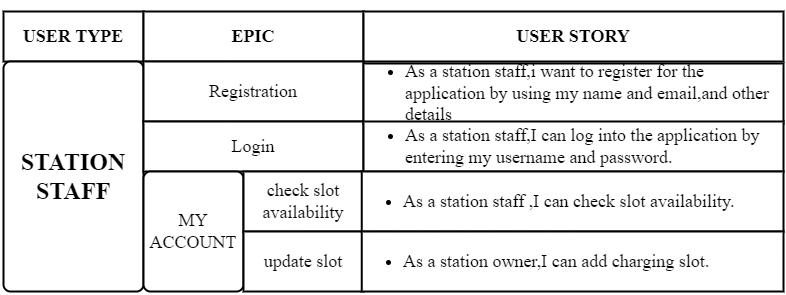 USER TYPE
EPIC
USER STORY
STATION
STAFF
Registration
• As a station staff,i want to register for the
application by using my name and email,and other
details
Login
• As a station staff,I can log into the application by
entering my username and password.
MY
ACCOUNT
check slot
availability
• As a station staff ,I can check slot availability.
update slot
• As a station owner,I can add charging slot.